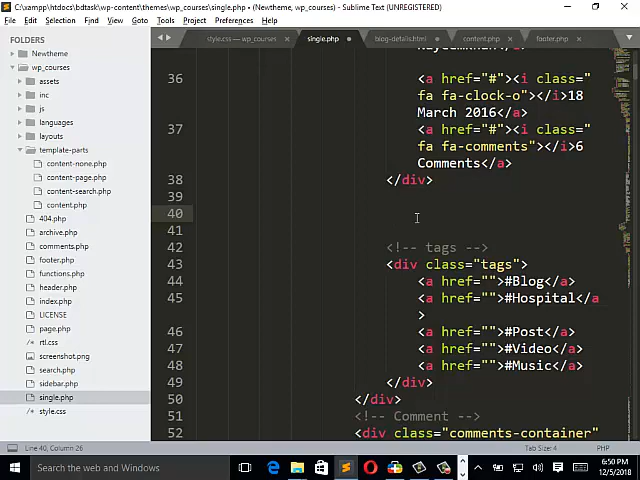 C:\xampp\htdocs\bdtask\wp-content\themes\wp_courses\single.php • (Newtheme, wp_courses) - Sublime Text (UNREGISTERED)
File Edit Selection Find View Goto Tools Project Preferences Help
FOLDERS
Newtheme
wp_courses
assets
inc
js
languages
layouts
template-parts
content-none.php
content-page.php
content-search.php
content.php
404.php
archive.php
comments.php
footer.php
functions.php
header.php
index.php
LICENSE
page.php
rtl.css
screenshot.png
search.php
sidebar.php
single.php
style.css
style.css — wp_courses
single.php
blog-details.html
content.php
footer.php
36 <a href="#"><i class="
fa fa-clock-o"></i>18
March 2016</a>
37 <a href="#"><i class="
fa fa-comments"></i>6
Comments</a>
38 </div>
39
40
41
42 <!-- tags -->
43 <div class="tags">
44 <a href="">#Blog</a>
45 <a href="">#Hospital</a
>
46 <a href="">#Post</a>
47 <a href="">#Video</a>
48 <a href="">#Music</a>
49 </div>
50 </div>
51 <!-- Comment -->
52 <div class="comments-container"
Line 40, Column 26
Tab Size: 4
PHP
Search the web and Windows
6:50 PM
12/5/2018